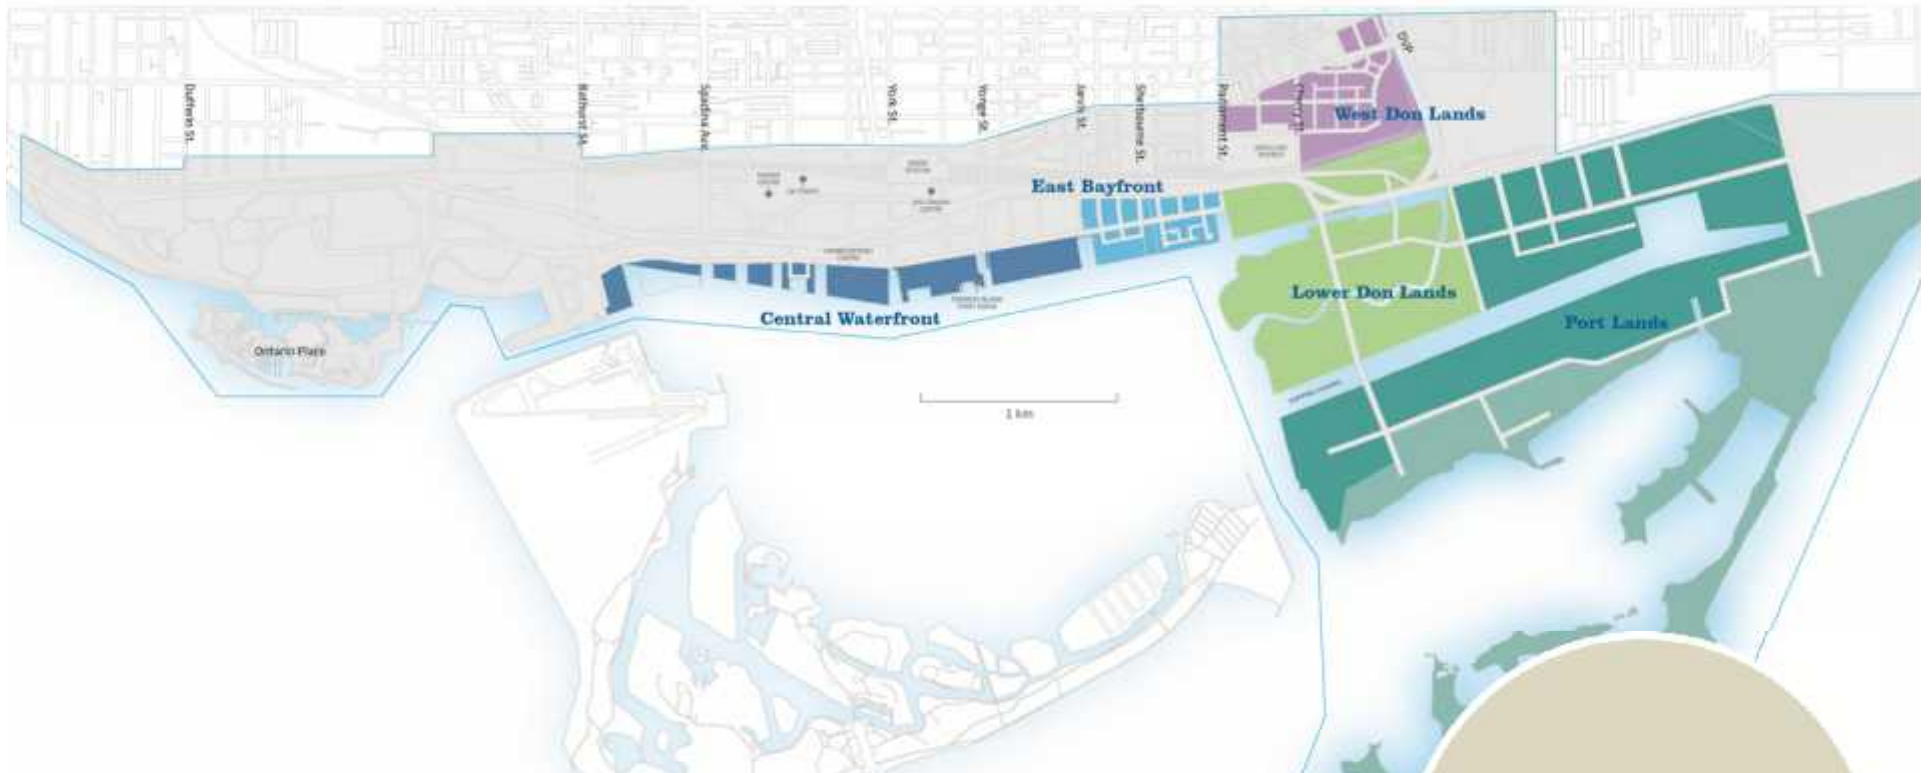 DVP
Dufferin St.
Bathurst St.
Spadina Ave.
York St.
Yonge St.
Jarvis St.
Sherbourne St.
Parliament St.
Cherry St.
West Don Lands
East Bayfront
Lower Don Lands
Central Waterfront
Port Lands
Ontario Place
1 km